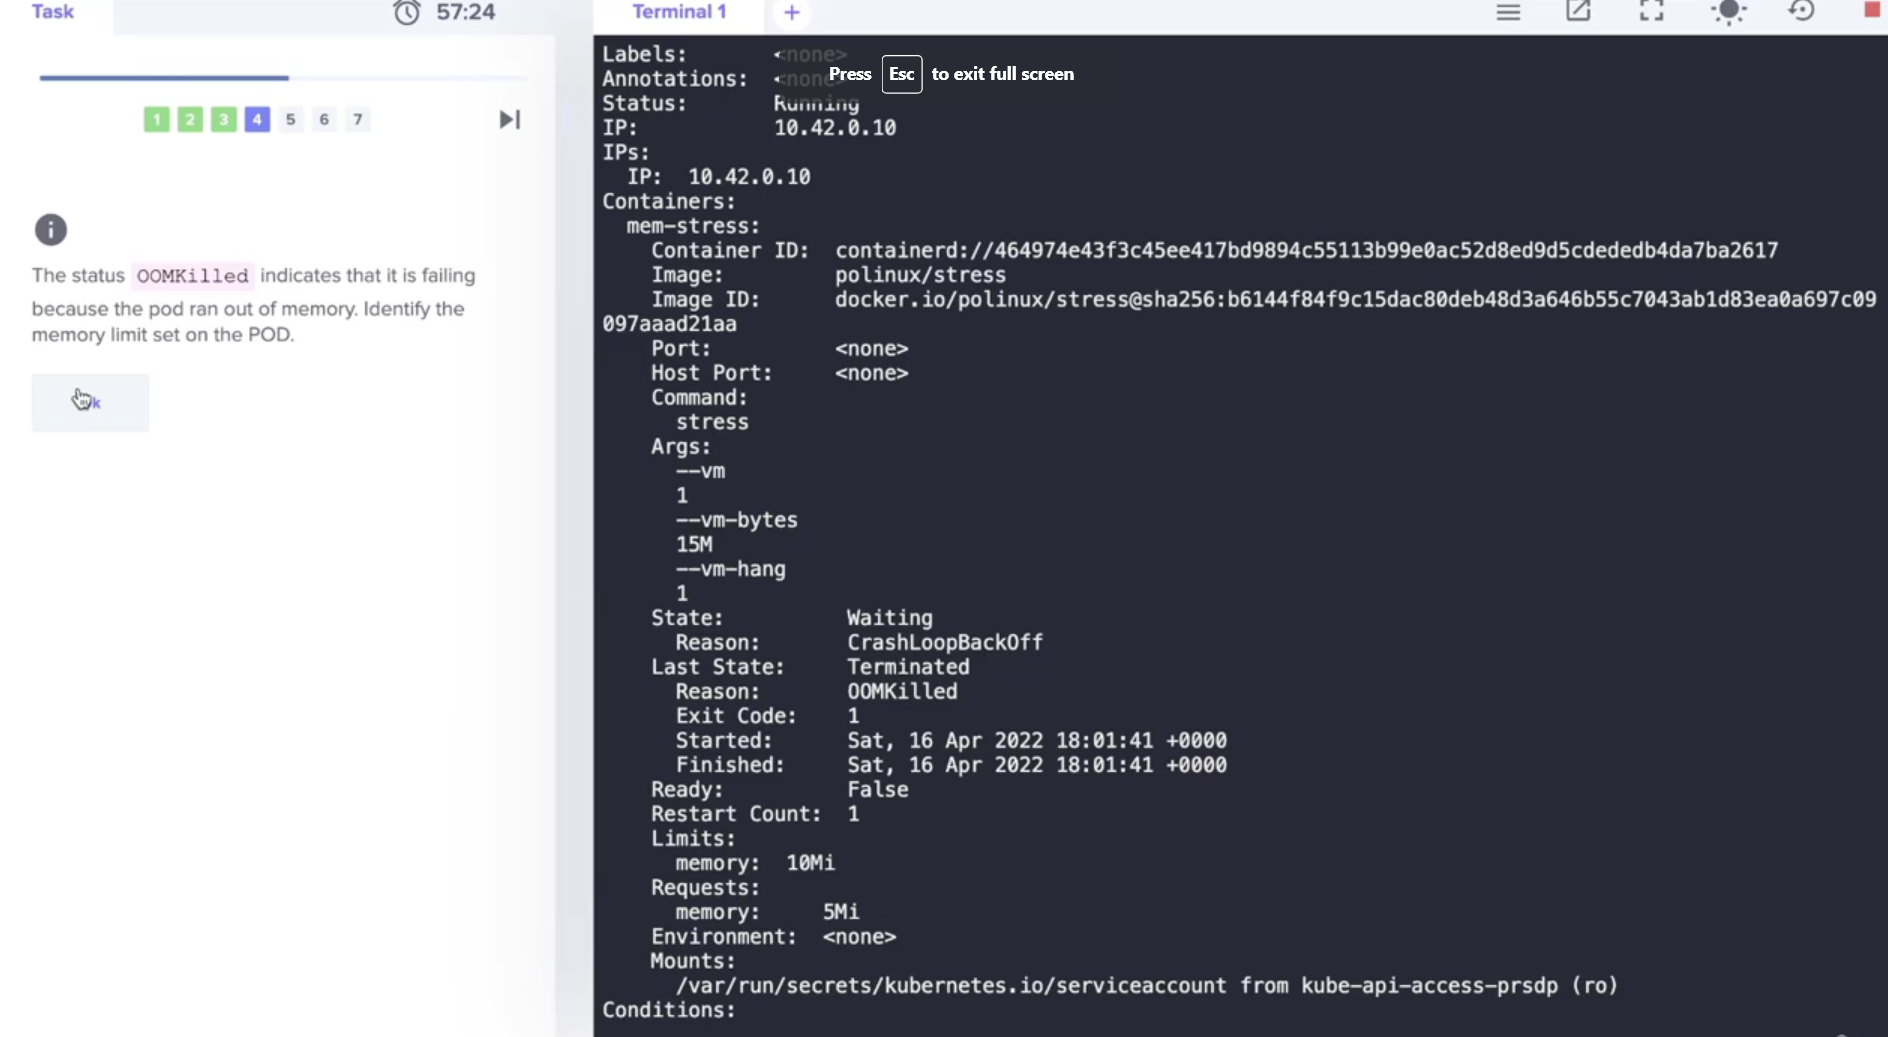 Task
57:24
1 2 3 4 5 6 7
The status OOMKilled indicates that it is failing
because the pod ran out of memory. Identify the
memory limit set on the POD.
Terminal 1 +
Press Esc to exit full screen
Labels: <none>
Annotations: <none>
Status: Running
IP: 10.42.0.10
IPs:
IP: 10.42.0.10
Containers:
mem-stress:
Container ID: containerd://464974e43f3c45ee417bd9894c55113b99e0ac52d8ed9d5cdededb4da7ba2617
Image: polinux/stress
Image ID: docker.io/polinux/stress@sha256:b6144f84f9c15dac80deb48d3a646b55c7043ab1d83ea0a697c09
097aaad21aa
Port: <none>
Host Port: <none>
Command:
stress
Args:
--vm
1
--vm-bytes
15M
--vm-hang
1
State: Waiting
Reason: CrashLoopBackOff
Last State: Terminated
Reason: OOMKilled
Exit Code: 1
Started: Sat, 16 Apr 2022 18:01:41 +0000
Finished: Sat, 16 Apr 2022 18:01:41 +0000
Ready: False
Restart Count: 1
Limits:
memory: 10Mi
Requests:
memory: 5Mi
Environment: <none>
Mounts:
/var/run/secrets/kubernetes.io/serviceaccount from kube-api-access-prsdp (ro)
Conditions: